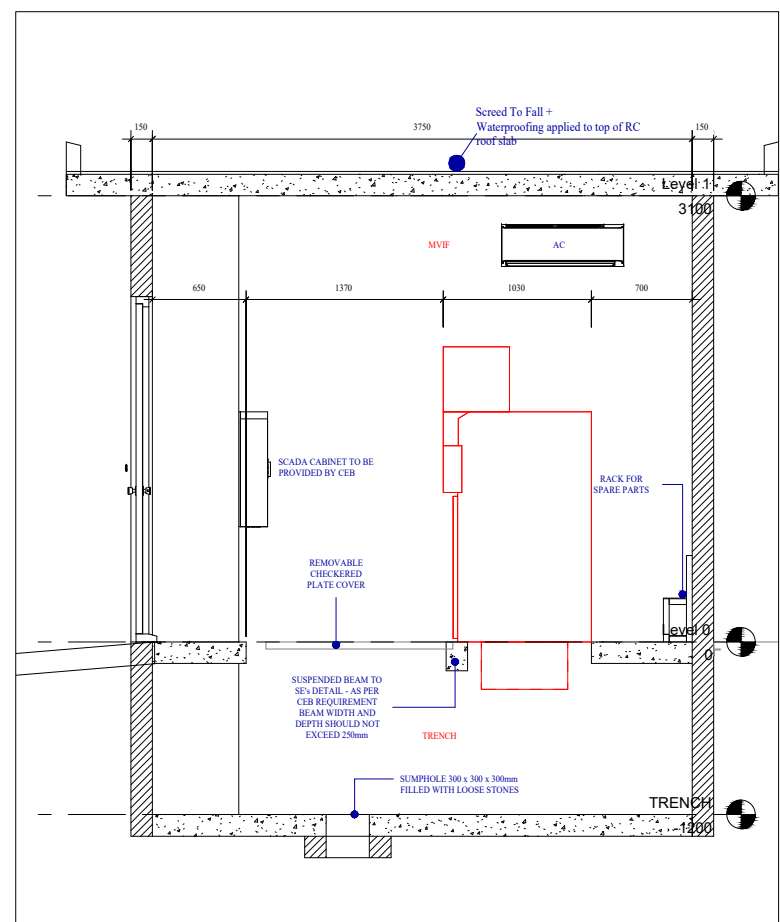 Screed To Fall +
Waterproofing applied to top of RC
roof slab
150
3750
150
Level 1
3100
MVIF
AC
650
1370
1030
700
SCADA CABINET TO BE
PROVIDED BY CEB
RACK FOR
SPARE PARTS
REMOVABLE
CHECKERED
PLATE COVER
Level 0
0
SUSPENDED BEAM TO
SE's DETAIL - AS PER
CEB REQUIREMENT
BEAM WIDTH AND
DEPTH SHOULD NOT
EXCEED 250mm
TRENCH
SUMPHOLE 300 x 300 x 300mm
FILLED WITH LOOSE STONES
TRENCH
-1200